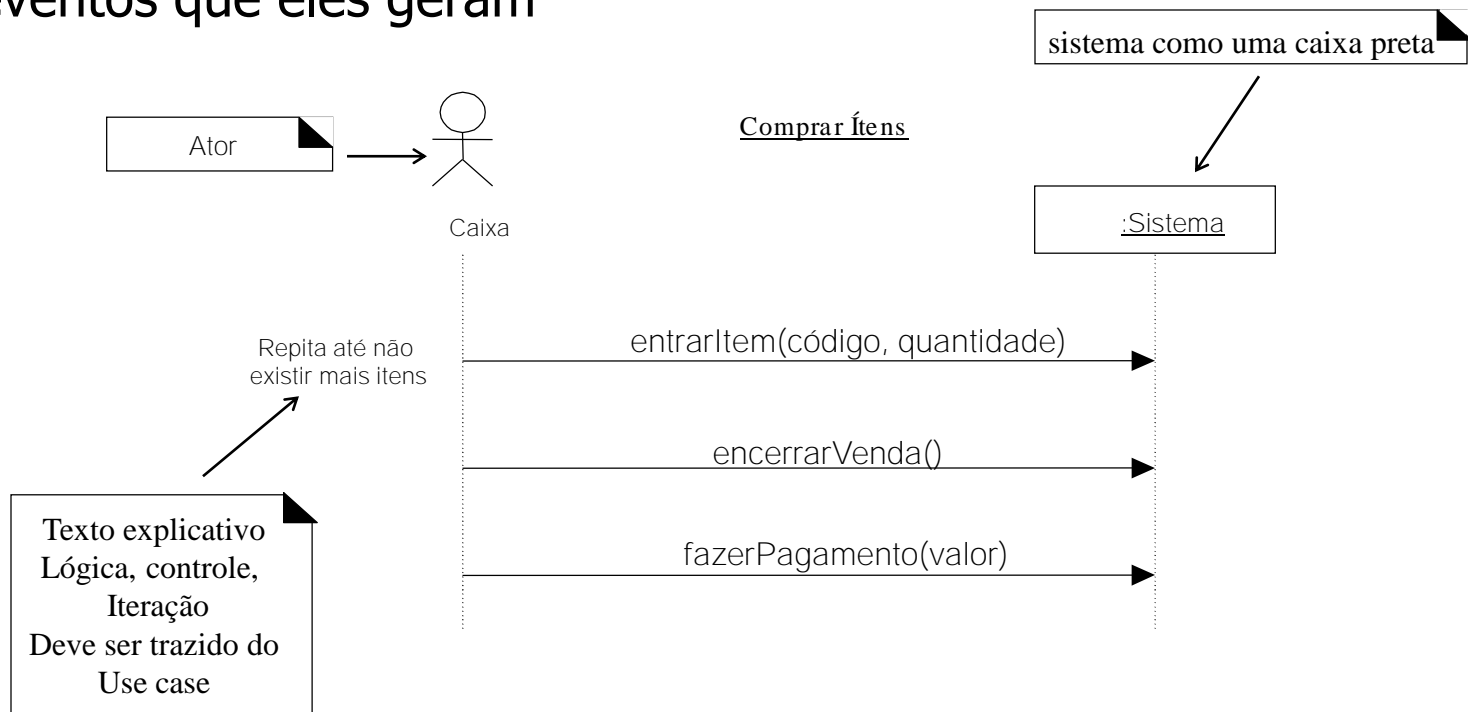 eventos que eles geram
sistema como uma caixa preta
Comprar Ítens
Ator
:Sistema
Caixa
entrarItem(código, quantidade)
Repita até não
existir mais itens
encerrarVenda()
Texto explicativo
Lógica, controle,
Iteração
Deve ser trazido do
Use case
fazerPagamento(valor)